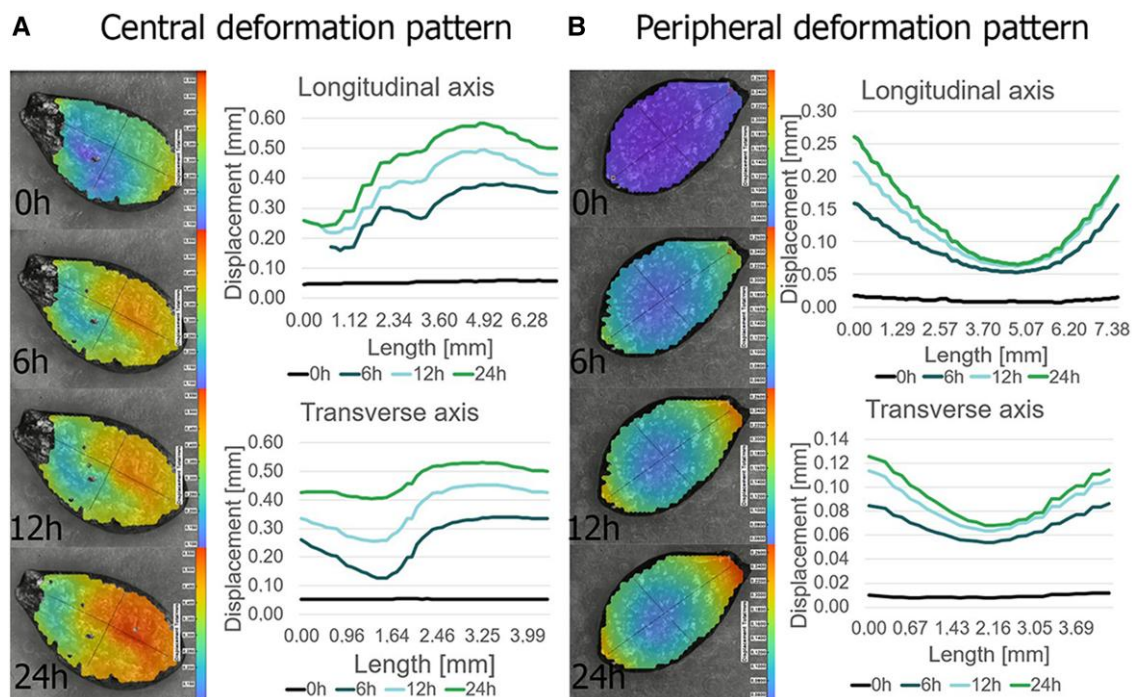 A Central deformation pattern
B Peripheral deformation pattern
0h
6h
12h
24h
Longitudinal axis
Displacement [mm]
0.60
0.50
0.40
0.30
0.20
0.10
0.00
0.00 1.12 2.34 3.60 4.92 6.28
Length [mm]
0h 6h 12h 24h
Transverse axis
Displacement [mm]
0.60
0.50
0.40
0.30
0.20
0.10
0.00
0.00 0.96 1.64 2.46 3.25 3.99
Length [mm]
0h 6h 12h 24h
0h
6h
12h
24h
Longitudinal axis
Displacement [mm]
0.30
0.25
0.20
0.15
0.10
0.05
0.00
0.00 1.29 2.57 3.70 5.07 6.20 7.38
Length [mm]
0h 6h 12h 24h
Transverse axis
Displacement [mm]
0.14
0.12
0.10
0.08
0.06
0.04
0.02
0.00
0.00 0.67 1.43 2.16 3.05 3.69
Length [mm]
0h 6h 12h 24h